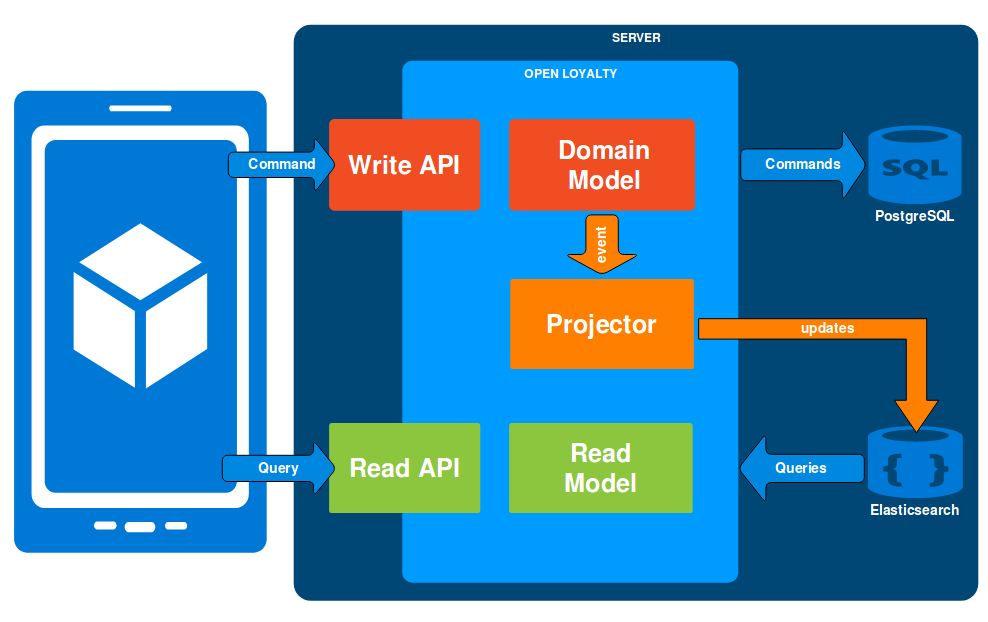 SERVER
OPEN LOYALTY
Command
Write API
Domain
Model
Commands
SQL
PostgreSQL
event
Projector
updates
Query
Read API
Read
Model
Queries
{ }
Elasticsearch